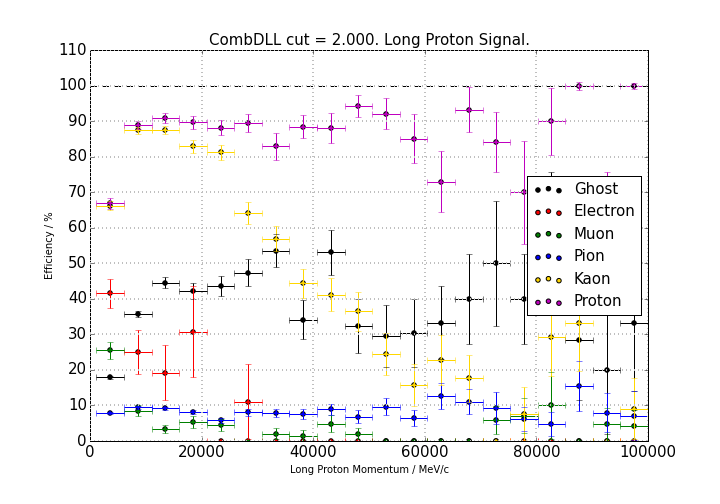 CombDLL cut = 2.000. Long Proton Signal.
110
100
90
80
70
60
50
40
30
20
10
0
Efficiency / %
Ghost
Electron
Muon
Pion
Kaon
Proton
0 20000 40000 60000 80000 100000
Long Proton Momentum / MeV/c